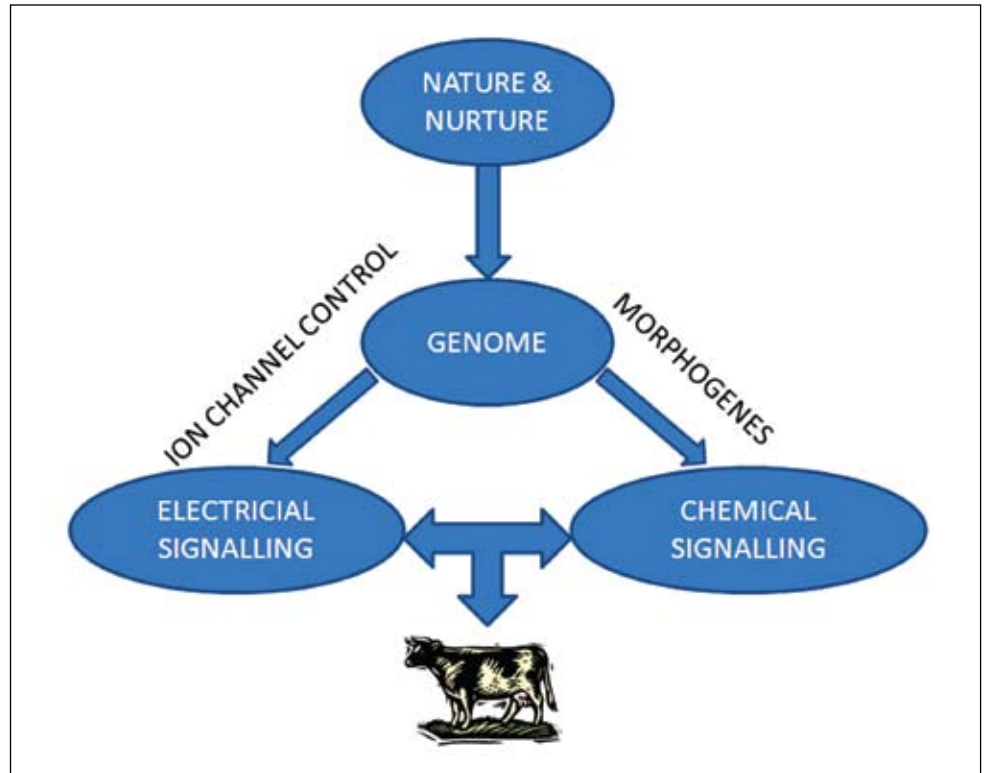 NATURE &
NURTURE
GENOME
ION CHANNEL CONTROL
MORPHOGENES
ELECTRICIAL
SIGNALLING
CHEMICAL
SIGNALLING